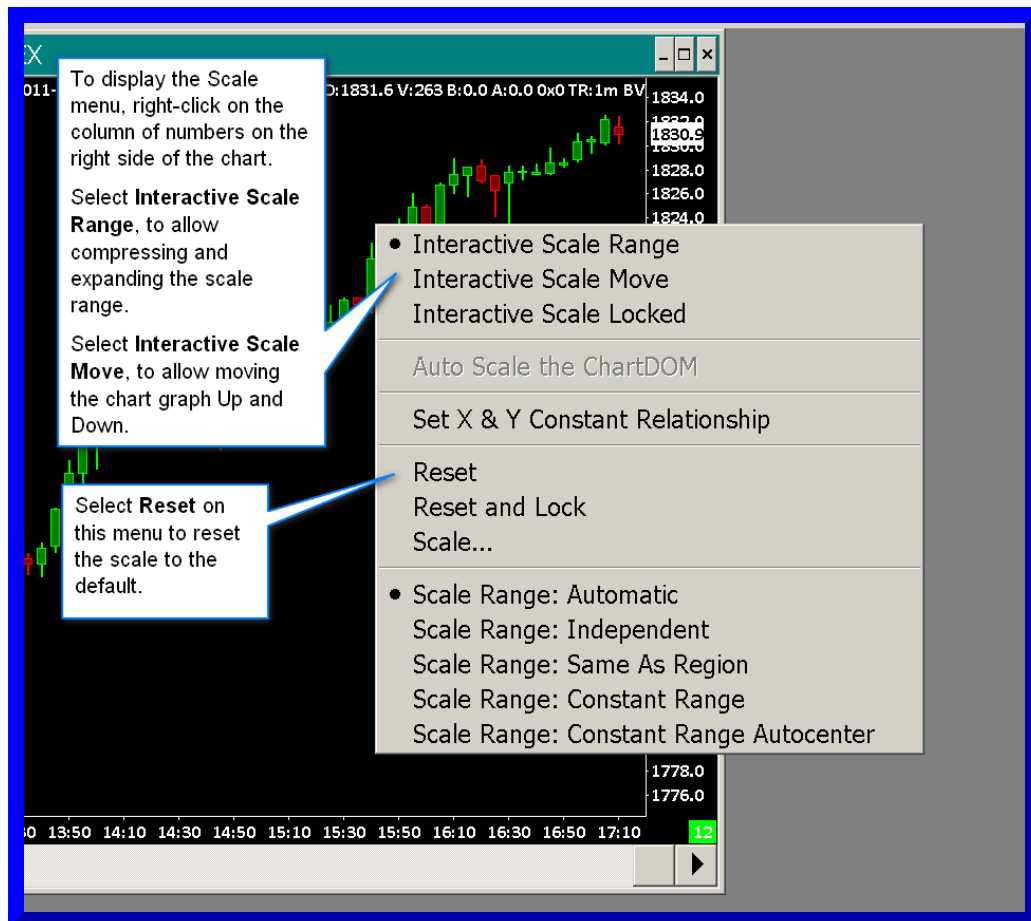 EX
011-
O:1831.6 V:263 B:0.0 A:0.0 0x0 TR:1m BV
To display the Scale
menu, right-click on the
column of numbers on the
right side of the chart.
Select Interactive Scale
Range, to allow
compressing and
expanding the scale
range.
Select Interactive Scale
Move, to allow moving
the chart graph Up and
Down.
Select Reset on
this menu to reset
the scale to the
default.
1834.0
1830.9
1828.0
1826.0
1824.0
Interactive Scale Range
Interactive Scale Move
Interactive Scale Locked
Auto Scale the ChartDOM
Set X & Y Constant Relationship
Reset
Reset and Lock
Scale...
Scale Range: Automatic
Scale Range: Independent
Scale Range: Same As Region
Scale Range: Constant Range
Scale Range: Constant Range Autocenter
1778.0
1776.0
13:50 14:10 14:30 14:50 15:10 15:30 15:50 16:10 16:30 16:50 17:10
12